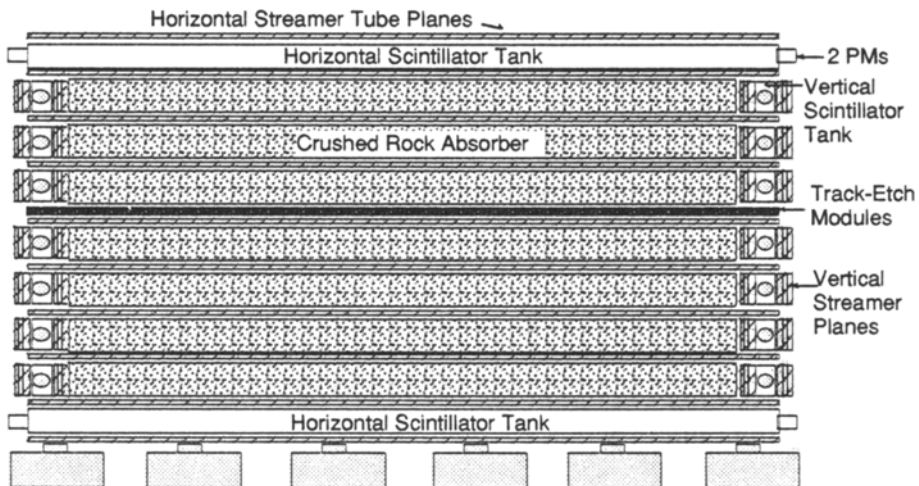 Horizontal Streamer Tube Planes
Horizontal Scintillator Tank
2 PMs
Vertical
Scintillator
Tank
Crushed Rock Absorber
Track-Etch
Modules
Vertical
Streamer
Planes
Horizontal Scintillator Tank